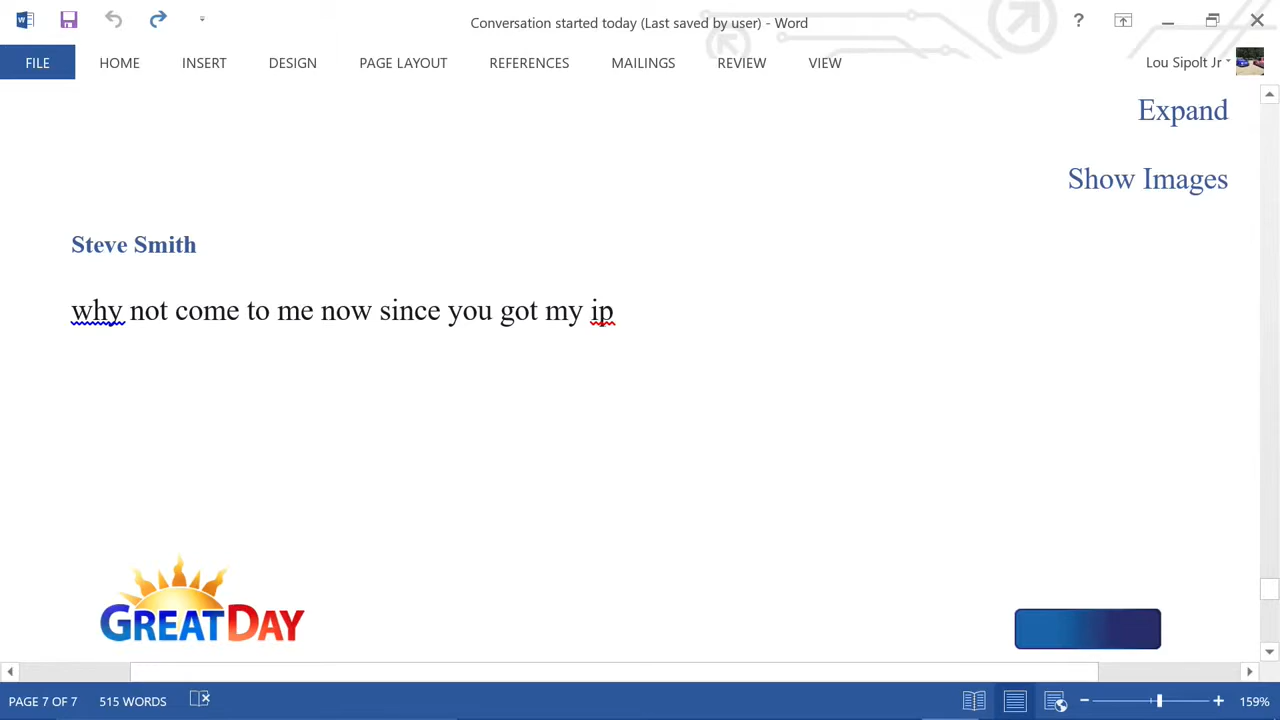 Conversation started today (Last saved by user) - Word
?
FILE HOME INSERT DESIGN PAGE LAYOUT REFERENCES MAILINGS REVIEW VIEW Lou Sipolt Jr
Expand
Show Images
Steve Smith
why not come to me now since you got my ip
GREATDAY
PAGE 7 OF 7 515 WORDS 159%